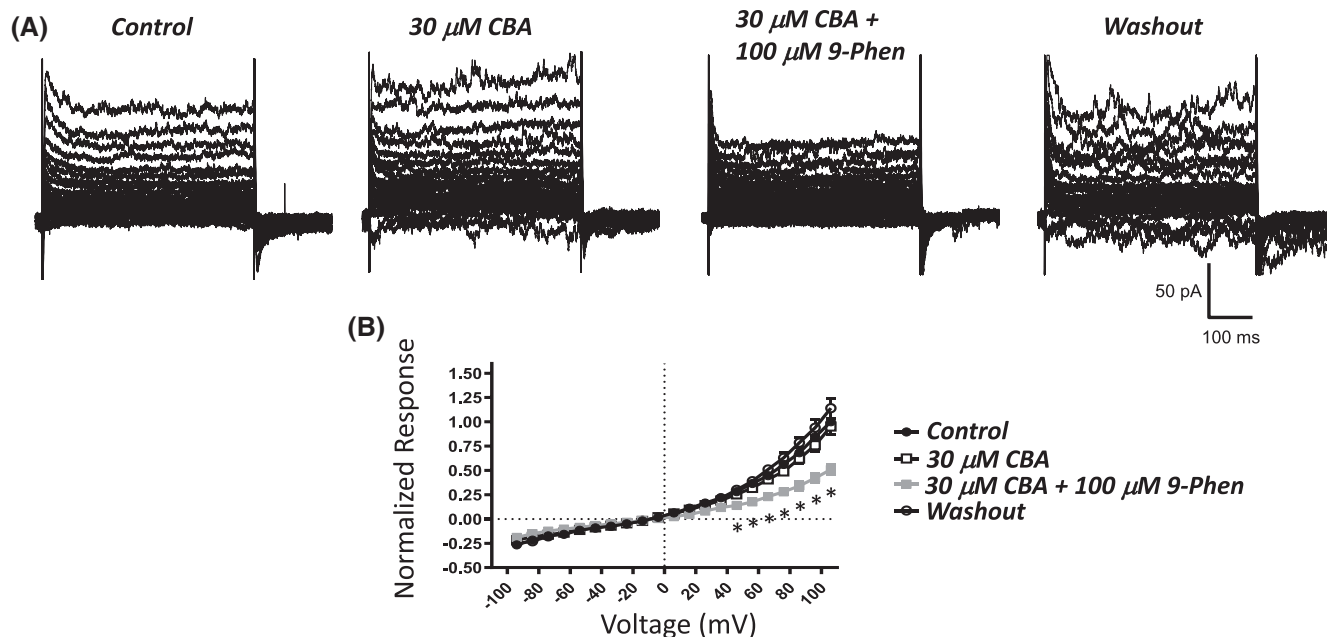 (A)
Control
30 μM CBA
30 μM CBA +
100 μM 9-Phen
Washout
50 pA
100 ms
(B)
Normalized Response
1.50
1.25
1.00
0.75
0.50
0.25
0.00
-0.25
-0.50
-100
-80
-60
-40
-20
0
20
40
60
80
100
Voltage (mV)
* * * * * * *
Control
30 μM CBA
30 μM CBA + 100 μM 9-Phen
Washout